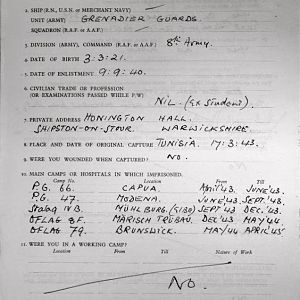 2. SHIP (R.N., U.S.N. or MERCHANT NAVY)
UNIT (ARMY) GRENADIER GUARDS.
SQUADRON (R.A.F. or A.A.F.)
3. DIVISION (ARMY), COMMAND (R.A.F. or A.A.F.) 8th Army.
4. DATE OF BIRTH 3.3.21.
5. DATE OF ENLISTMENT 9.9.40.
6. CIVILIAN TRADE OR PROFESSION
(OR EXAMINATIONS PASSED WHILE P/W) NIL. (Ex Student).
7. PRIVATE ADDRESS HONINGTON HALL.
SHIPSTON-ON-STOUR. WARWICKSHIRE.
8. PLACE AND DATE OF ORIGINAL CAPTURE TUNISIA 17.3.43.
9. WERE YOU WOUNDED WHEN CAPTURED? NO.
10. MAIN CAMPS OR HOSPITALS IN WHICH IMPRISONED.
Camp No. Location From Till
P.G. 66. CAPUA April '43. JUNE '43.
P.G. 47. MODENA. JUNE '43. SEPT. '43.
Stalag IV B. MÜHLBURG. SEPT '43 DEC. '43.
OFLAG 8F. MARISCH TRÜBAU. DEC '43 MAY '44.
OFLAG 79. BRUNSWICK. MAY '44 APRIL '45
11. WERE YOU IN A WORKING CAMP?
Location From Till Nature of Work
No.